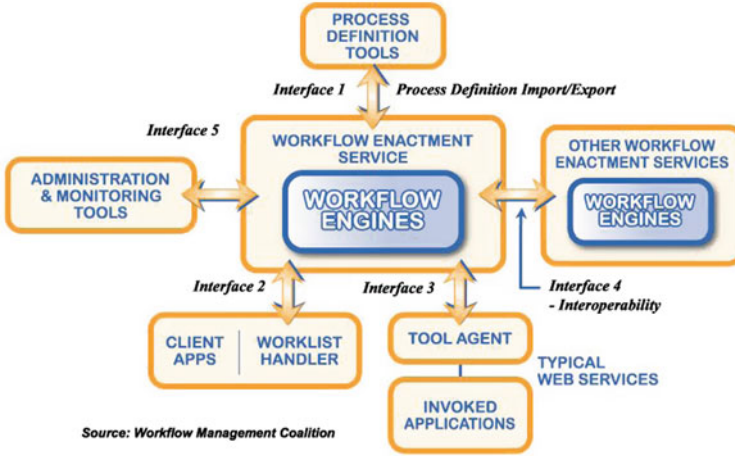 PROCESS DEFINITION
TOOLS
Interface 1
Process Definition Import/Export
Interface 5
WORKFLOW ENACTMENT
SERVICE
WORKFLOW
ENGINES
OTHER WORKFLOW
ENACTMENT SERVICES
WORKFLOW
ENGINES
ADMINISTRATION
& MONITORING
TOOLS
Interface 2
Interface 3
Interface 4
- Interoperability
CLIENT
APPS
WORKLIST
HANDLER
TOOL AGENT
TYPICAL
WEB SERVICES
INVOKED
APPLICATIONS
Source: Workflow Management Coalition